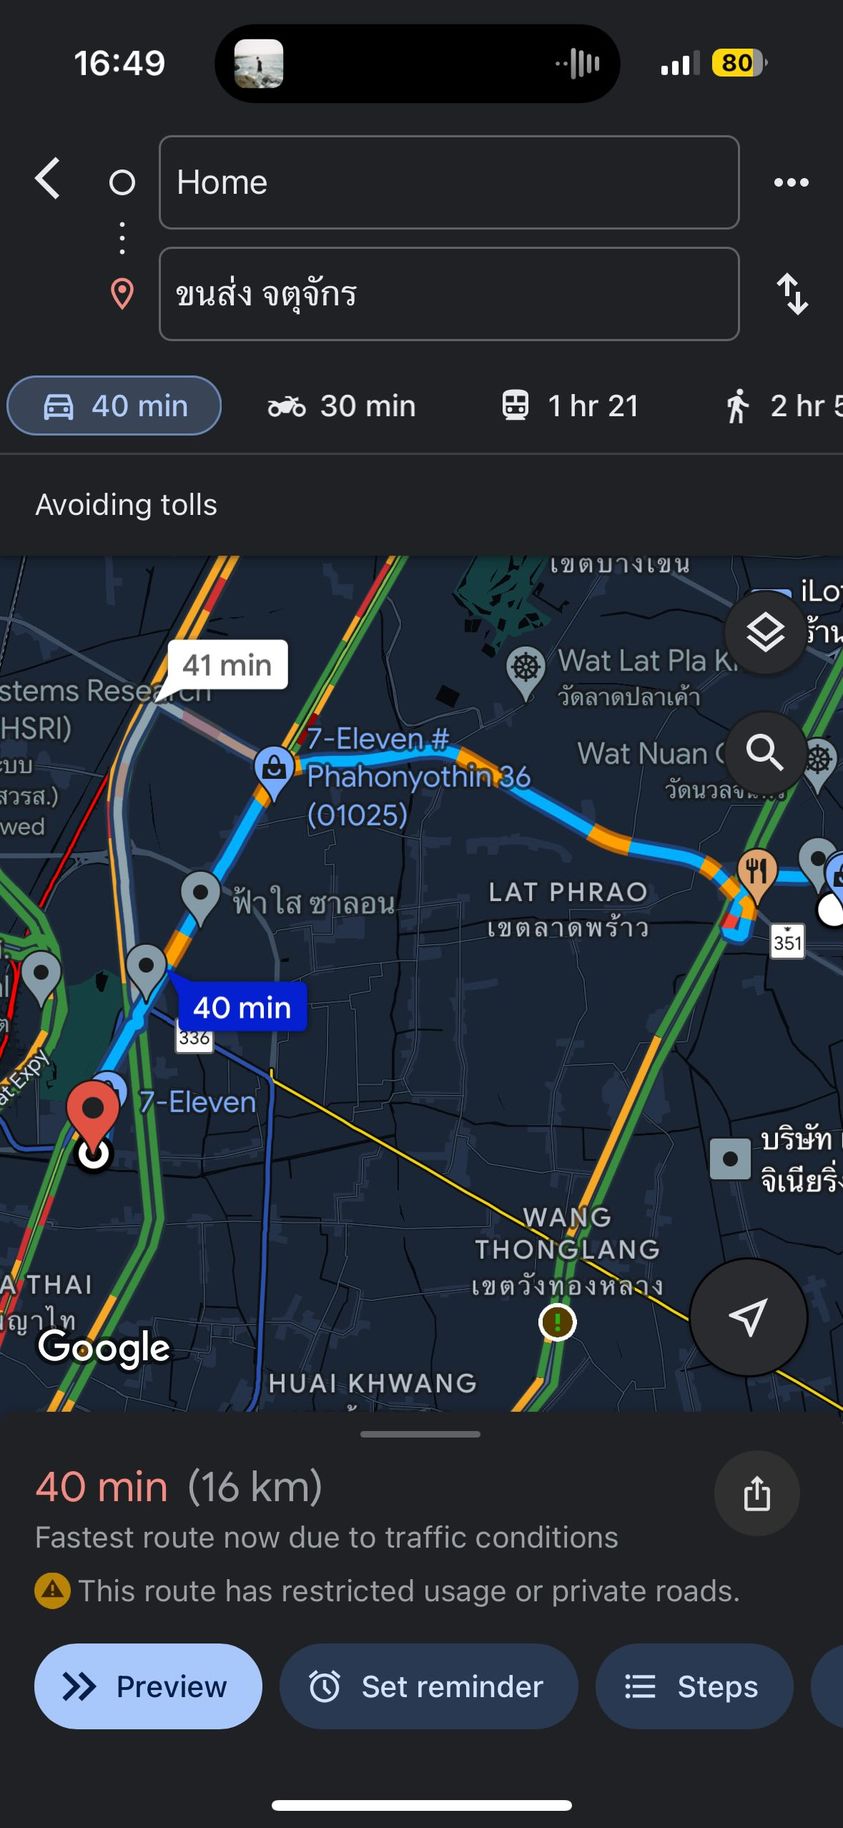 16:49
80
Home
ขนส่ง จตุจักร
40 min
30 min
1 hr 21
2 hr 5
Avoiding tolls
เขตบางเขน
iLo
ร้าน
41 min
stems Research
HSRI)
ระบบ
สวรส.)
wed
Wat Lat Pla K
วัดลาดปลาเค้า
7-Eleven #
Phahonyothin 36
(01025)
Wat Nuan
วัดนวลจันทร์
ฟ้าใส ซาลอน
LAT PHRAO
เขตลาดพร้าว
351
40 min
336
at Expy
7-Eleven
บริษัท
จิเนียริ่ง
WANG
THONGLANG
เขตวังทองหลาง
A THAI
ญาไท
Google
HUAI KHWANG
40 min (16 km)
Fastest route now due to traffic conditions
This route has restricted usage or private roads.
Preview
Set reminder
Steps